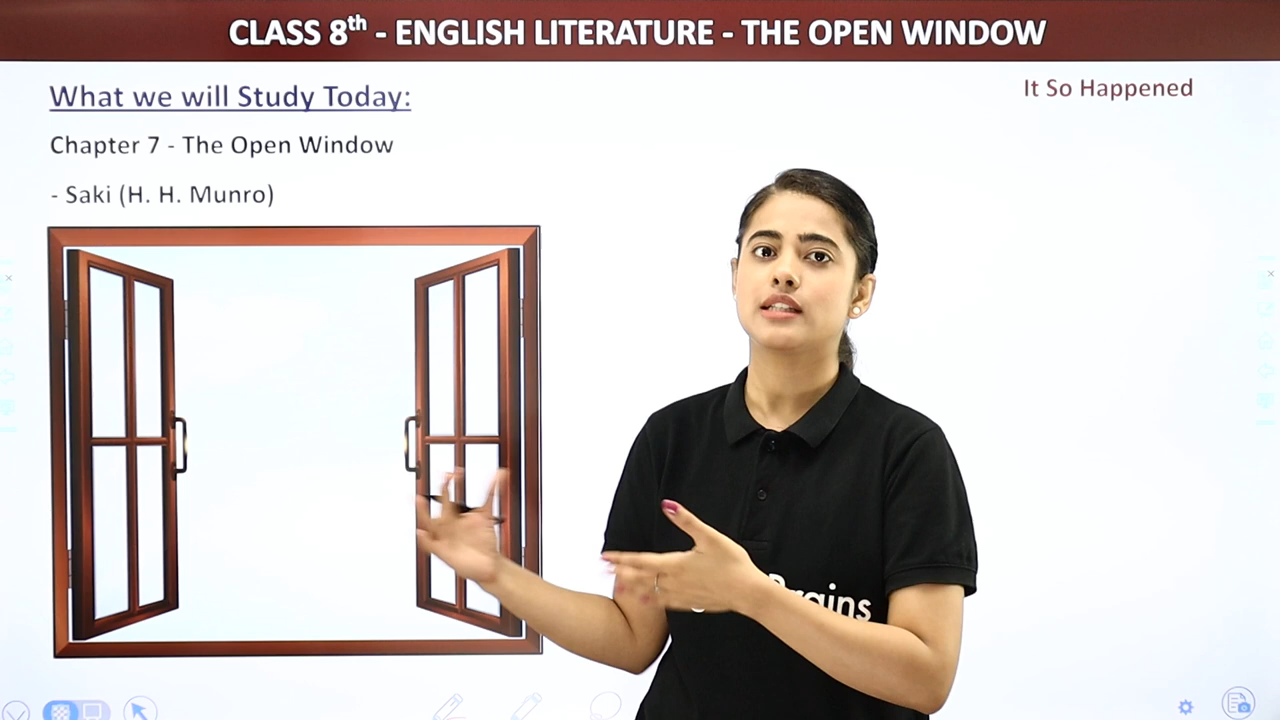 CLASS 8th - ENGLISH LITERATURE - THE OPEN WINDOW
What we will Study Today:
It So Happened
Chapter 7 - The Open Window
- Saki (H. H. Munro)